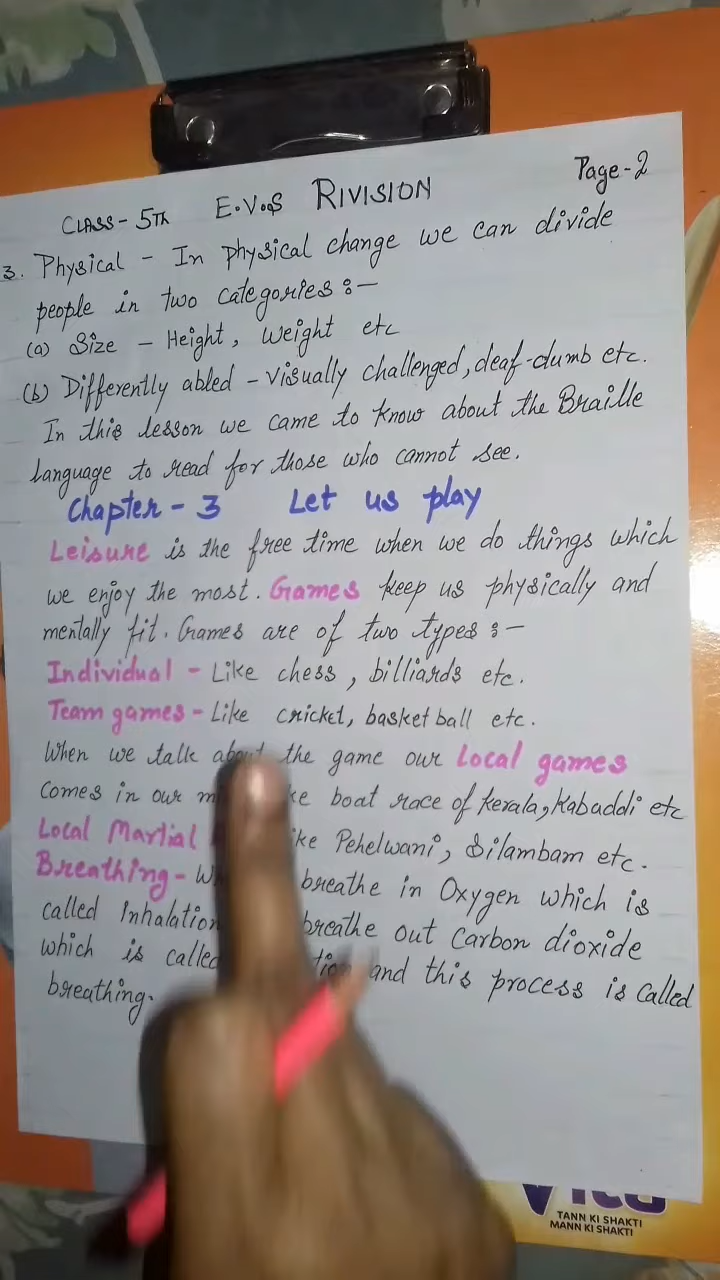 Page-2
CLASS- 5TH E.V.S RIVISION
3. Physical - In physical change we can divide
people in two categories :-
(a) Size - Height, Weight etc
(b) Differently abled - visually challenged, deaf-dumb etc.
In this lesson we came to know about the Braille
language to read for those who cannot see.
Chapter - 3 Let us play
Leisure is the free time when we do things which
we enjoy the most. Games keep us physically and
mentally fit. Games are of two types :-
Individual - Like chess, billiards etc.
Team games - Like cricket, basket ball etc.
When we talk about the game our Local games
Comes in our boat race of kerala, Kabaddi etc
Local Martial Pehelwani, Silambam etc.
Breathing - breathe in Oxygen which is
called Inhalation breathe out Carbon dioxide
which is called and this process is called
breathing.
TANN KI SHAKTI
MANN KI SHAKTI